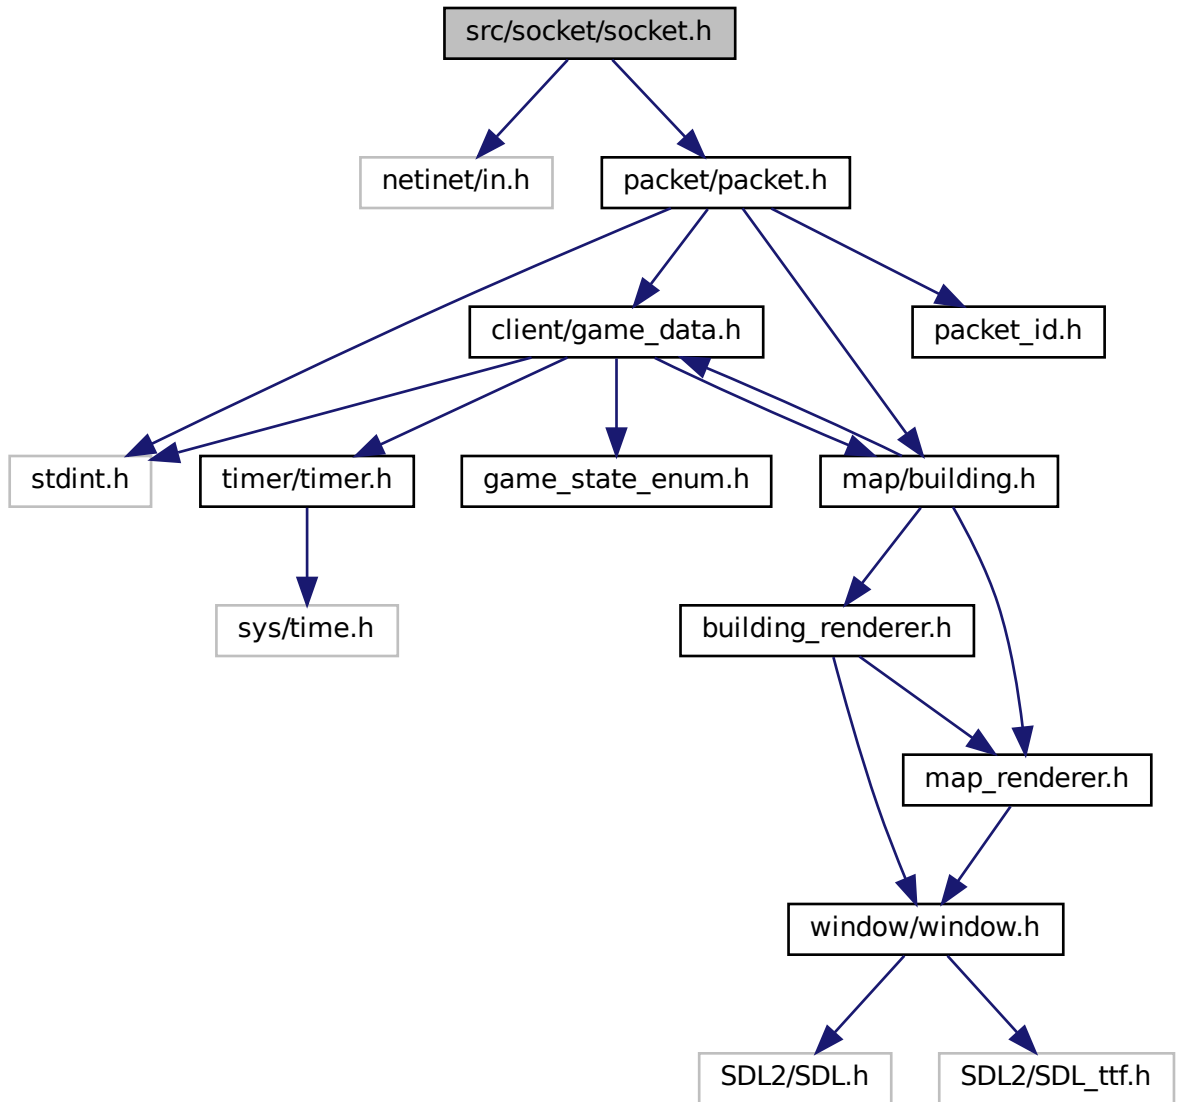 src/socket/socket.h
netinet/in.h
packet/packet.h
client/game_data.h
packet_id.h
stdint.h
timer/timer.h
game_state_enum.h
map/building.h
sys/time.h
building_renderer.h
map_renderer.h
window/window.h
SDL2/SDL.h
SDL2/SDL_ttf.h